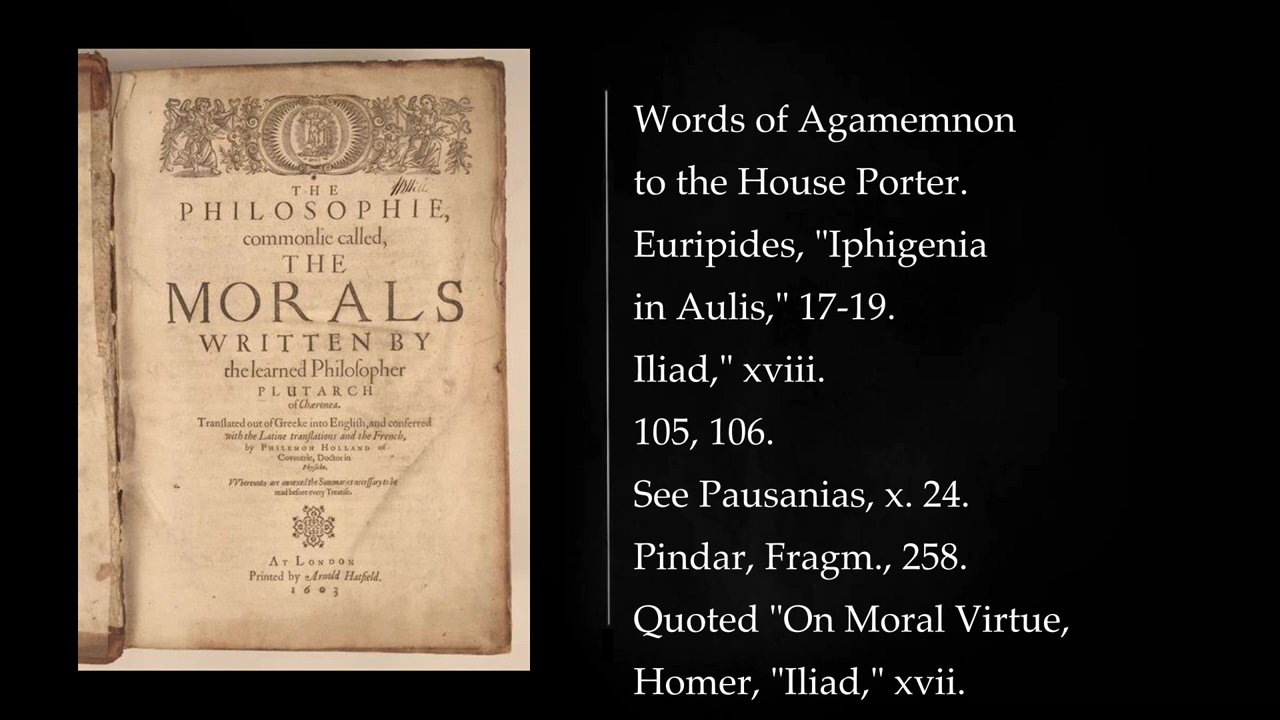 THE
PHILOSOPHIE,
commonlie called,
THE
MORALS
WRITTEN BY
the learned Philosopher
PLUTARCH
of Chæronea.
Translated out of Greeke into English, and conferred
with the Latine translations and the French,
by PHILEMON HOLLAND of
Coventrie, Doctor in
Physicke.
VVhereunto are annexed the Summaries necessary to be
read before every Treatise.
AT LONDON
Printed by Arnold Hatfield.
1603
Words of Agamemnon
to the House Porter.
Euripides, "Iphigenia
in Aulis," 17-19.
Iliad," xviii.
105, 106.
See Pausanias, x. 24.
Pindar, Fragm., 258.
Quoted "On Moral Virtue,
Homer, "Iliad," xvii.